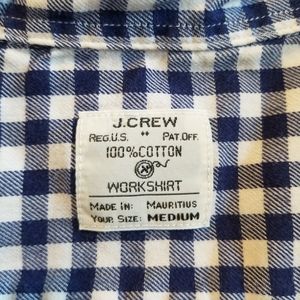 J.CREW
REG. U.S. PAT. OFF.
100% COTTON
WORKSHIRT
MADE IN: MAURITIUS
YOUR SIZE: MEDIUM